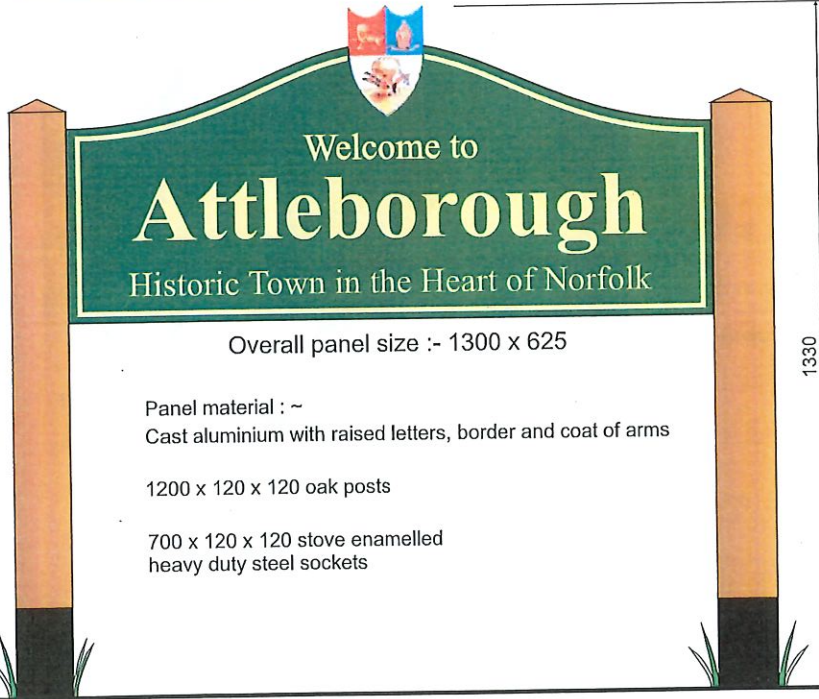 Welcome to
Attleborough
Historic Town in the Heart of Norfolk
Overall panel size :- 1300 x 625
1330
Panel material : ~
Cast aluminium with raised letters, border and coat of arms
1200 x 120 x 120 oak posts
700 x 120 x 120 stove enamelled
heavy duty steel sockets